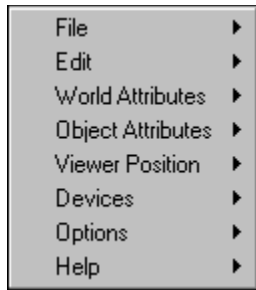 File
Edit
World Attributes
Object Attributes
Viewer Position
Devices
Options
Help